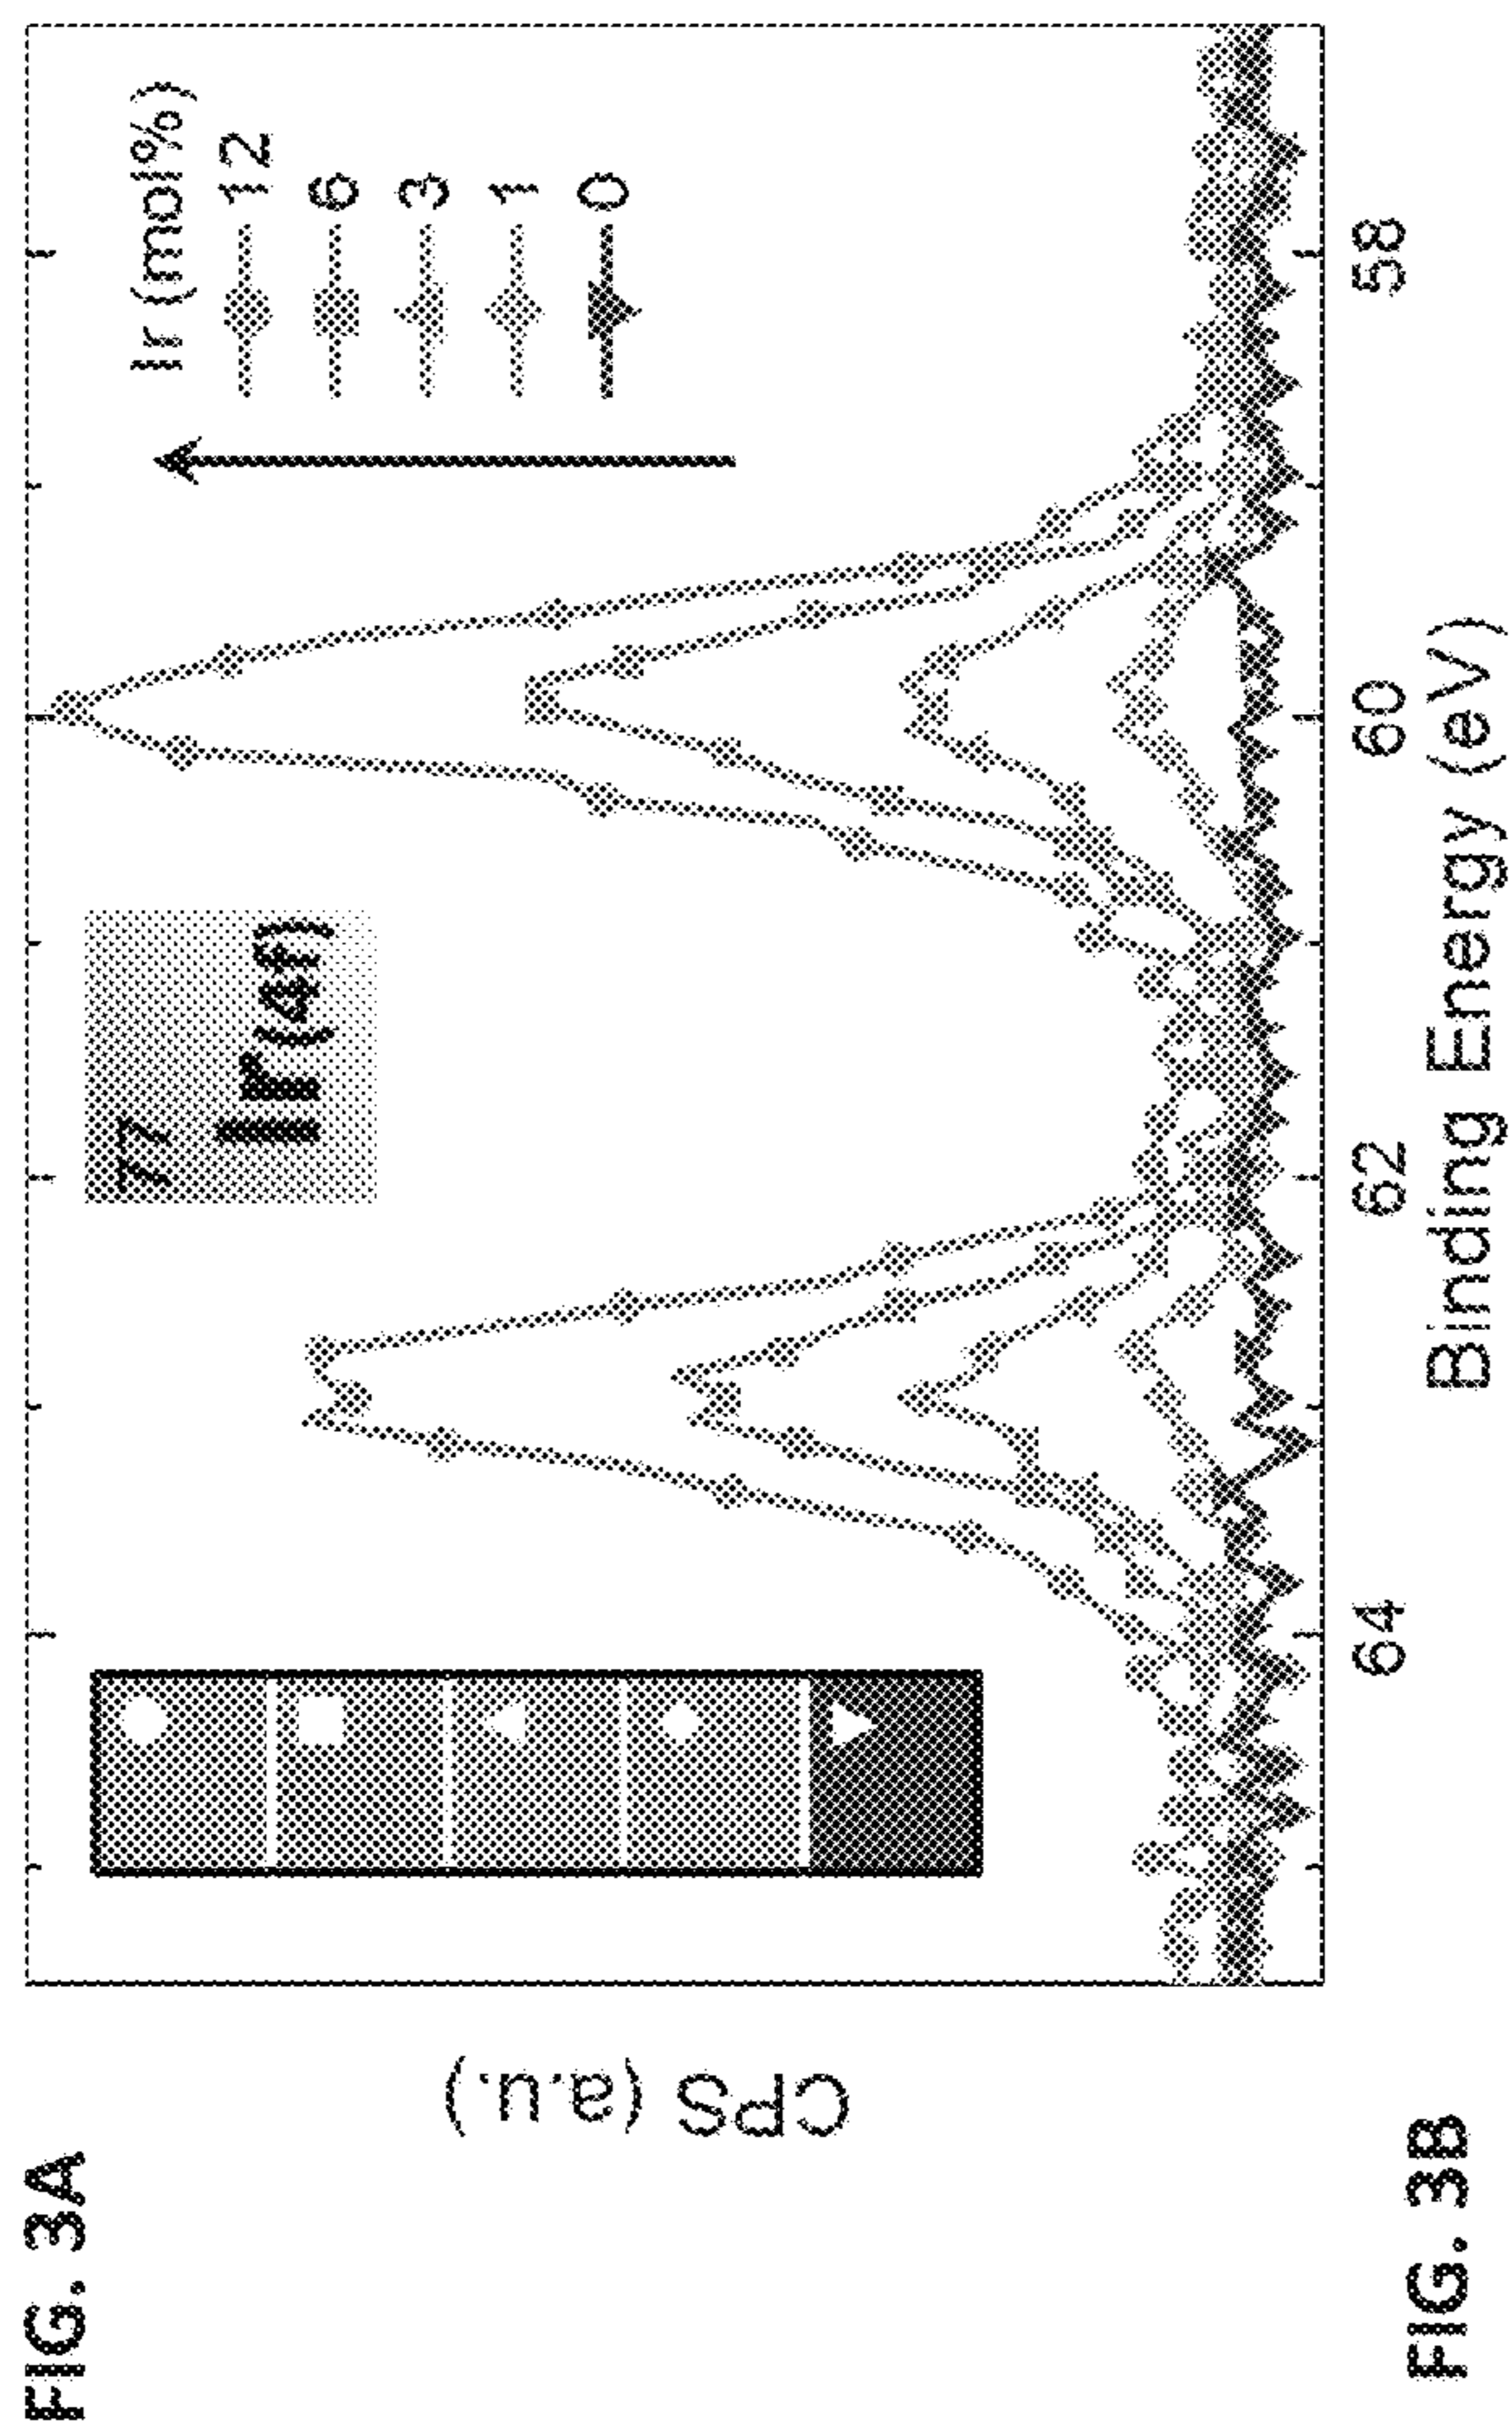 FIG. 3A
77
Ir(4f)
Ir (mol%)
12
6
3
1
0
CPS (a.u.)
64
62
60
58
Binding Energy (eV)
FIG. 3B